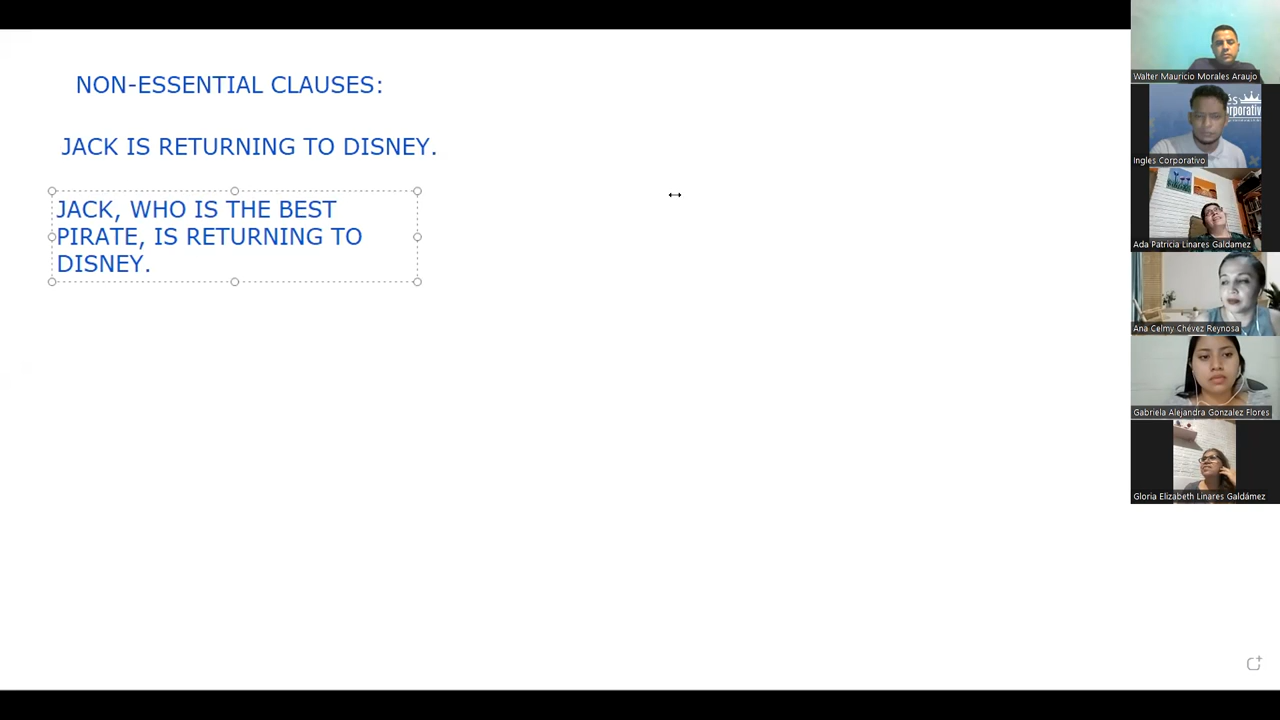 NON-ESSENTIAL CLAUSES:
JACK IS RETURNING TO DISNEY.
JACK, WHO IS THE BEST
PIRATE, IS RETURNING TO
DISNEY.
Walter Mauricio Morales Araujo
Ingles Corporativo
Ada Patricia Linares Galdamez
Ana Celmy Chévez Reynosa
Gabriela Alejandra Gonzalez Flores
Gloria Elizabeth Linares Galdámez